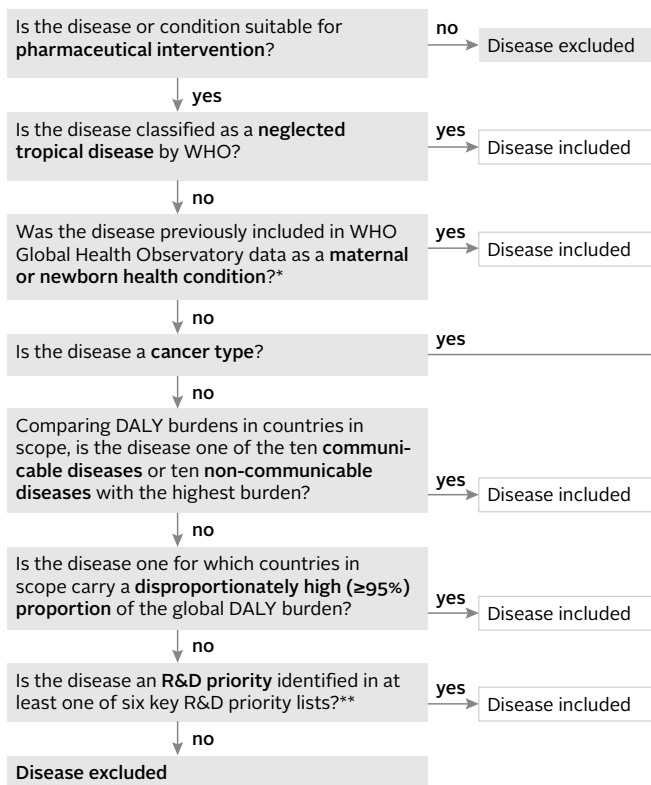 Is the disease or condition suitable for
pharmaceutical intervention?
no
Disease excluded
yes
Is the disease classified as a neglected
tropical disease by WHO?
yes
Disease included
no
Was the disease previously included in WHO
Global Health Observatory data as a maternal
or newborn health condition?*
yes
Disease included
no
Is the disease a cancer type?
yes
no
Comparing DALY burdens in countries in
scope, is the disease one of the ten communi-
cable diseases or ten non-communicable
diseases with the highest burden?
yes
Disease included
no
Is the disease one for which countries in
scope carry a disproportionately high (≥95%)
proportion of the global DALY burden?
yes
Disease included
no
Is the disease an R&D priority identified in at
least one of six key R&D priority lists?**
yes
Disease included
no
Disease excluded